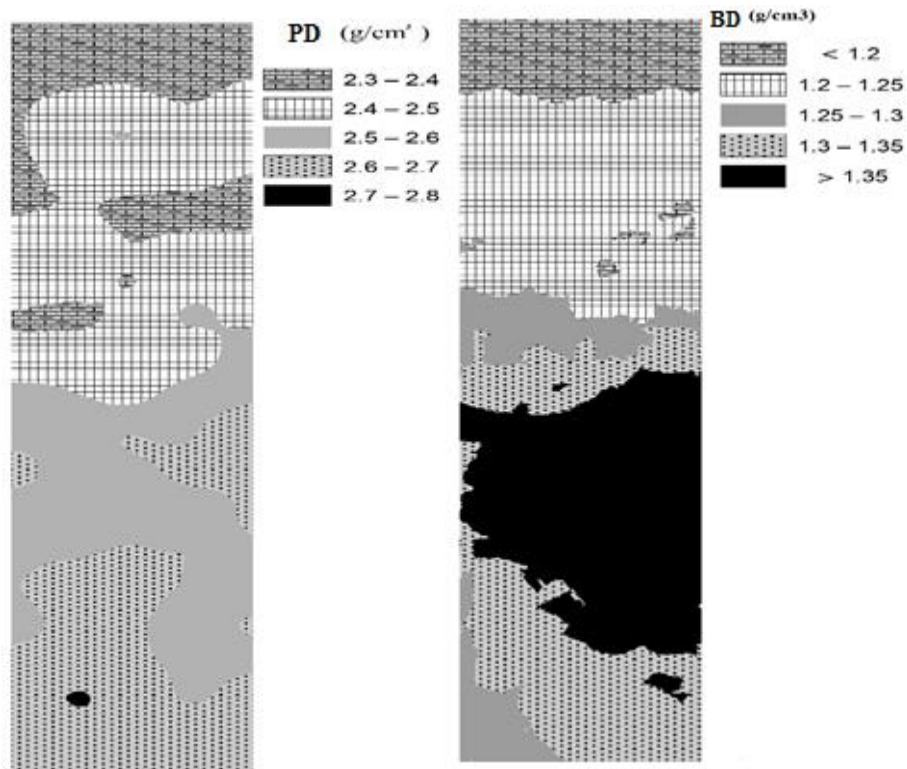 PD (g/cm³)
2.3 – 2.4
2.4 – 2.5
2.5 – 2.6
2.6 – 2.7
2.7 – 2.8
BD (g/cm3)
< 1.2
1.2 – 1.25
1.25 – 1.3
1.3 – 1.35
> 1.35